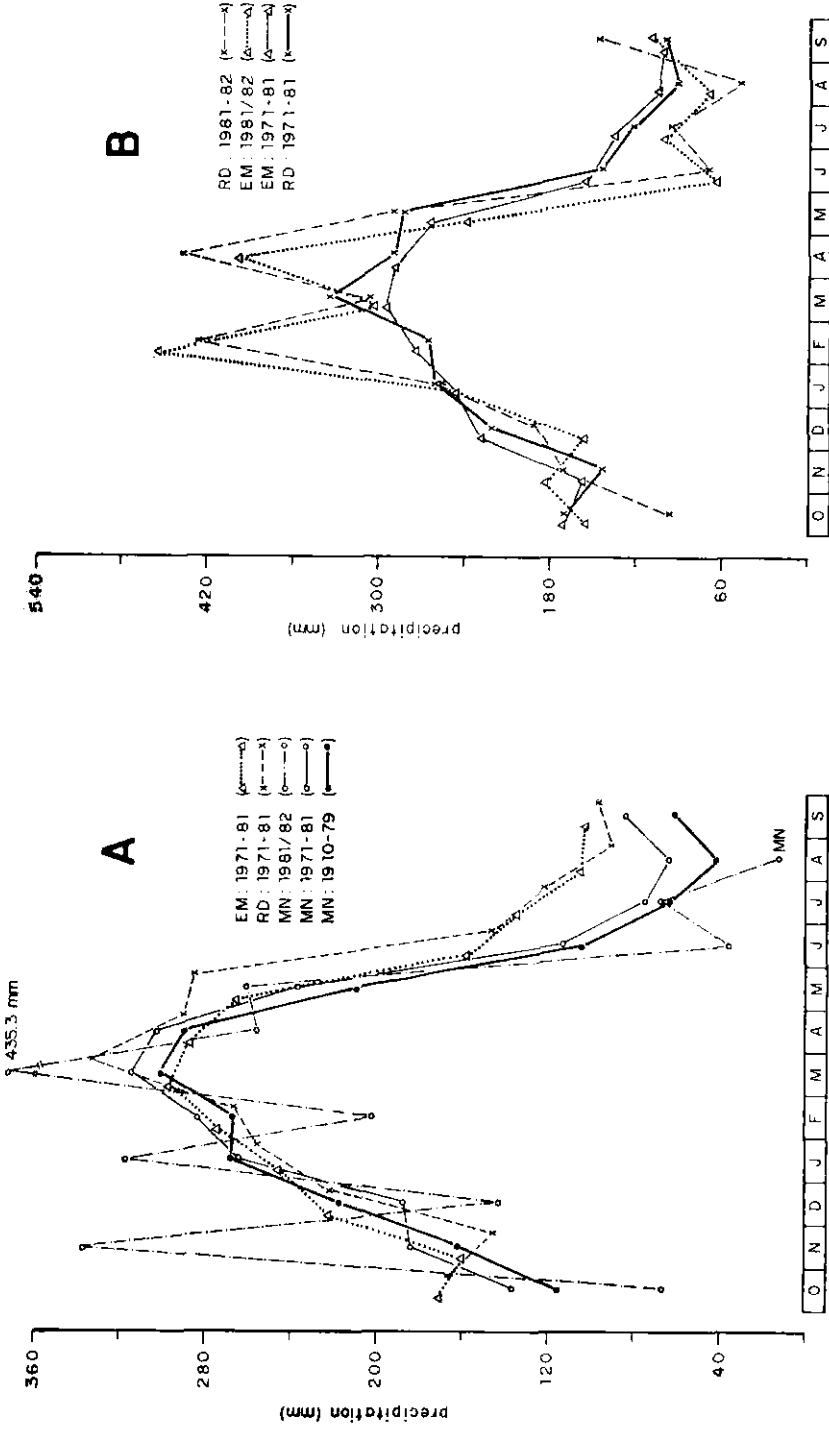 A
435.3 mm
EM : 1971-81
RD : 1971-81
MN : 1981/82
MN : 1971-81
MN : 1910-79
MN
360
280
200
120
40
precipitation (mm)
O N D J F M A M J J A S
B
RD : 1981-82
EM : 1981/82
EM : 1971-81
RD : 1971-81
540
420
300
180
60
precipitation (mm)
O N D J F M A M J J A S